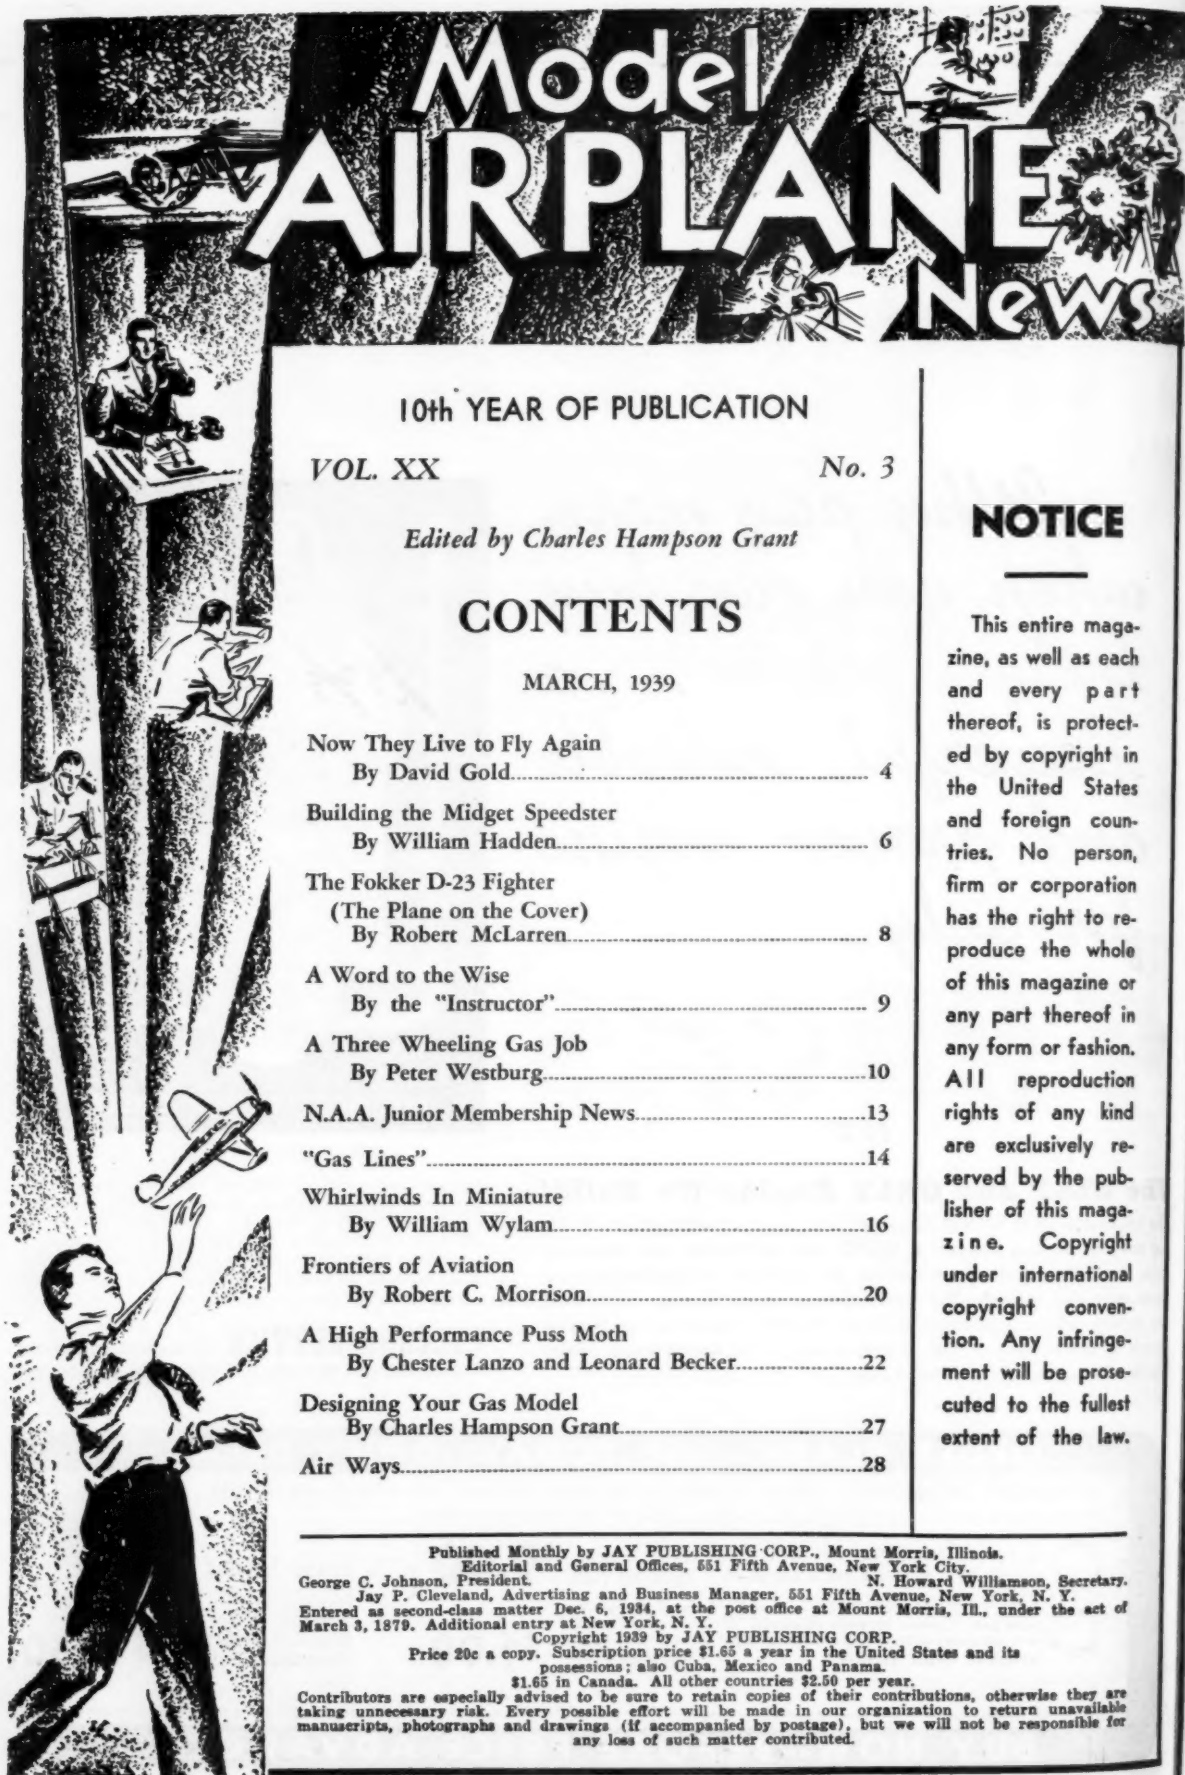 Model
AIRPLANE
News
10th YEAR OF PUBLICATION
VOL. XX No. 3
Edited by Charles Hampson Grant
CONTENTS
MARCH, 1939
Now They Live to Fly Again
By David Gold 4
Building the Midget Speedster
By William Hadden 6
The Fokker D-23 Fighter
(The Plane on the Cover)
By Robert McLarren 8
A Word to the Wise
By the "Instructor" 9
A Three Wheeling Gas Job
By Peter Westburg 10
N.A.A. Junior Membership News 13
"Gas Lines" 14
Whirlwinds In Miniature
By William Wylam 16
Frontiers of Aviation
By Robert C. Morrison 20
A High Performance Puss Moth
By Chester Lanzo and Leonard Becker 22
Designing Your Gas Model
By Charles Hampson Grant 27
Air Ways 28
NOTICE
This entire maga-
zine, as well as each
and every part
thereof, is protect-
ed by copyright in
the United States
and foreign coun-
tries. No person,
firm or corporation
has the right to re-
produce the whole
of this magazine or
any part thereof in
any form or fashion.
All reproduction
rights of any kind
are exclusively re-
served by the pub-
lisher of this maga-
zine. Copyright
under international
copyright conven-
tion. Any infringe-
ment will be prose-
cuted to the fullest
extent of the law.
Published Monthly by JAY PUBLISHING CORP., Mount Morris, Illinois.
Editorial and General Offices, 551 Fifth Avenue, New York City.
George C. Johnson, President. N. Howard Williamson, Secretary.
Jay P. Cleveland, Advertising and Business Manager, 551 Fifth Avenue, New York, N. Y.
Entered as second-class matter Dec. 6, 1934, at the post office at Mount Morris, Ill., under the act of
March 3, 1879. Additional entry at New York, N. Y.
Copyright 1939 by JAY PUBLISHING CORP.
Price 20c a copy. Subscription price $1.65 a year in the United States and its
possessions; also Cuba, Mexico and Panama.
$1.65 in Canada. All other countries $2.50 per year.
Contributors are especially advised to be sure to retain copies of their contributions, otherwise they are
taking unnecessary risk. Every possible effort will be made in our organization to return unavailable
manuscripts, photographs and drawings (if accompanied by postage), but we will not be responsible for
any loss of such matter contributed.